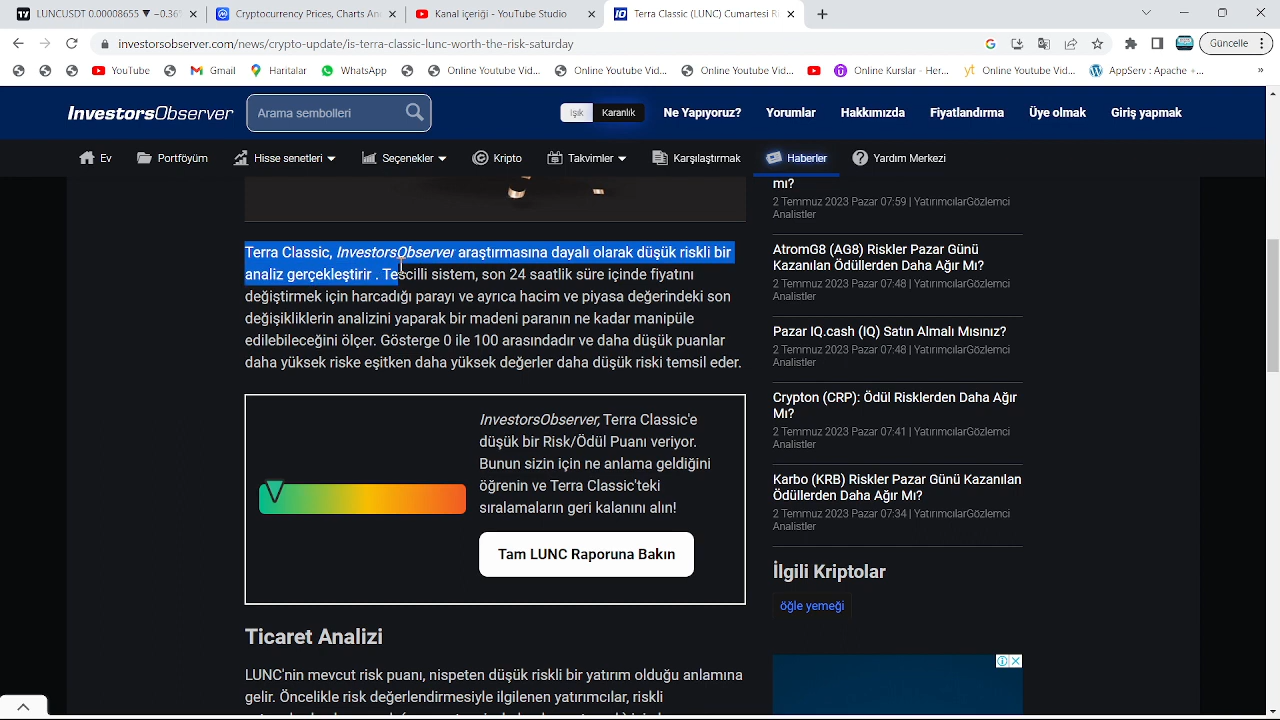 LUNCUSDT 0.00008655 ▼ −0.36%
Cryptocurrency Prices, Charts An
Kanal içeriği - YouTube Studio
Terra Classic (LUNC) Cumartesi R
investorsobserver.com/news/crypto-update/is-terra-classic-lunc-worth-the-risk-saturday
Güncelle
YouTube
Gmail
Haritalar
WhatsApp
Online Youtube Vid...
Online Youtube Vid...
Online Youtube Vid...
Online Kurslar - Her...
Online Youtube Vid...
AppServ : Apache +...
InvestorsObserver
Arama sembolleri
Işık
Karanlık
Ne Yapıyoruz?
Yorumlar
Hakkımızda
Fiyatlandırma
Üye olmak
Giriş yapmak
Ev
Portföyüm
Hisse senetleri
Seçenekler
Kripto
Takvimler
Karşılaştırmak
Haberler
Yardım Merkezi
Terra Classic, InvestorsObserver araştırmasına dayalı olarak düşük riskli bir
analiz gerçekleştirir . Tescilli sistem, son 24 saatlik süre içinde fiyatını
değiştirmek için harcadığı parayı ve ayrıca hacim ve piyasa değerindeki son
değişikliklerin analizini yaparak bir madeni paranın ne kadar manipüle
edilebileceğini ölçer. Gösterge 0 ile 100 arasındadır ve daha düşük puanlar
daha yüksek riske eşitken daha yüksek değerler daha düşük riski temsil eder.
InvestorsObserver, Terra Classic'e
düşük bir Risk/Ödül Puanı veriyor.
Bunun sizin için ne anlama geldiğini
öğrenin ve Terra Classic'teki
sıralamaların geri kalanını alın!
Tam LUNC Raporuna Bakın
Ticaret Analizi
LUNC'nin mevcut risk puanı, nispeten düşük riskli bir yatırım olduğu anlamına
gelir. Öncelikle risk değerlendirmesiyle ilgilenen yatırımcılar, riskli
mı?
2 Temmuz 2023 Pazar 07:59 | YatırımcılarGözlemci
Analistler
AtromG8 (AG8) Riskler Pazar Günü
Kazanılan Ödüllerden Daha Ağır Mı?
2 Temmuz 2023 Pazar 07:48 | YatırımcılarGözlemci
Analistler
Pazar IQ.cash (IQ) Satın Almalı Mısınız?
2 Temmuz 2023 Pazar 07:48 | YatırımcılarGözlemci
Analistler
Crypton (CRP): Ödül Risklerden Daha Ağır
Mı?
2 Temmuz 2023 Pazar 07:41 | YatırımcılarGözlemci
Analistler
Karbo (KRB) Riskler Pazar Günü Kazanılan
Ödüllerden Daha Ağır Mı?
2 Temmuz 2023 Pazar 07:34 | YatırımcılarGözlemci
Analistler
İlgili Kriptolar
öğle yemeği